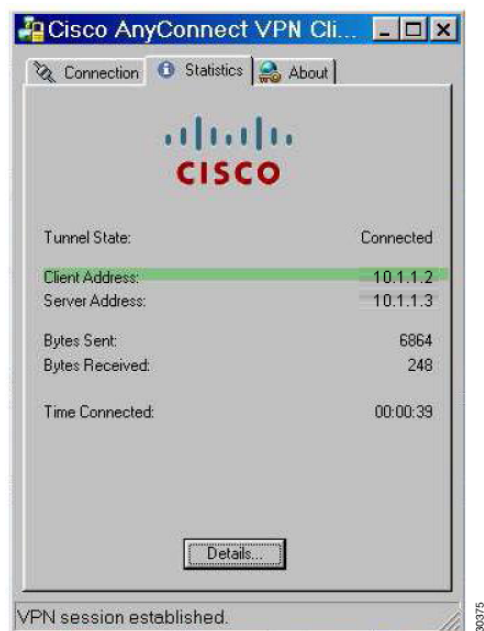 Cisco AnyConnect VPN Cli...
Connection Statistics About
CISCO
Tunnel State: Connected
Client Address: 10.1.1.2
Server Address: 10.1.1.3
Bytes Sent: 6864
Bytes Received: 248
Time Connected: 00:00:39
Details...
VPN session established.
30375